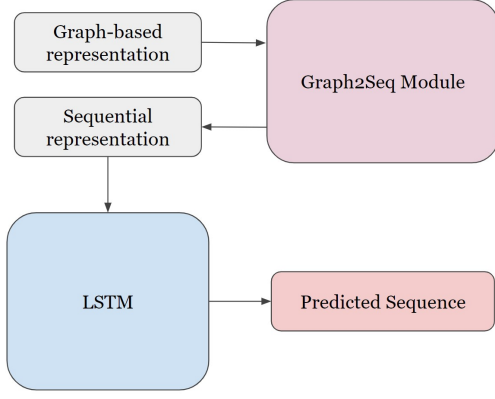 Graph-based
representation
Graph2Seq Module
Sequential
representation
LSTM
Predicted Sequence